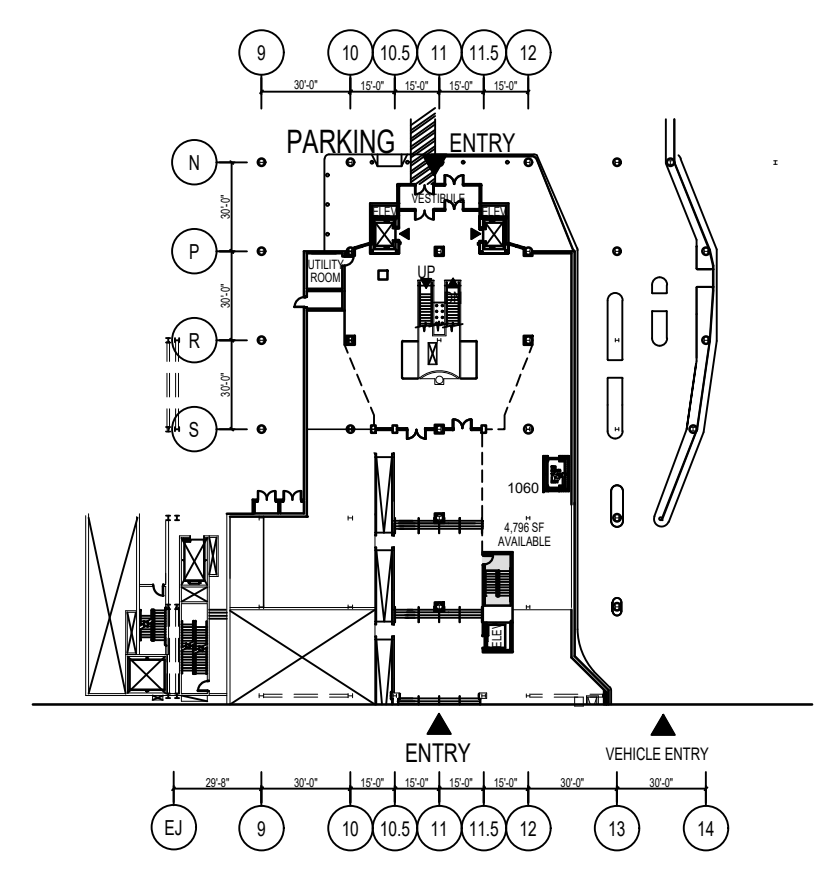 9 10 10.5 11 11.5 12
30'-0" 15'-0" 15'-0" 15'-0" 15'-0"
PARKING ENTRY
N
VESTIBULE
ELEV ELEV
30'-0"
P
UTILITY
ROOM
UP
30'-0"
R
30'-0"
S
1060
4,796 SF
AVAILABLE
ELEV
ENTRY
VEHICLE ENTRY
29'-8" 30'-0" 15'-0" 15'-0" 15'-0" 15'-0" 30'-0" 30'-0"
EJ 9 10 10.5 11 11.5 12 13 14